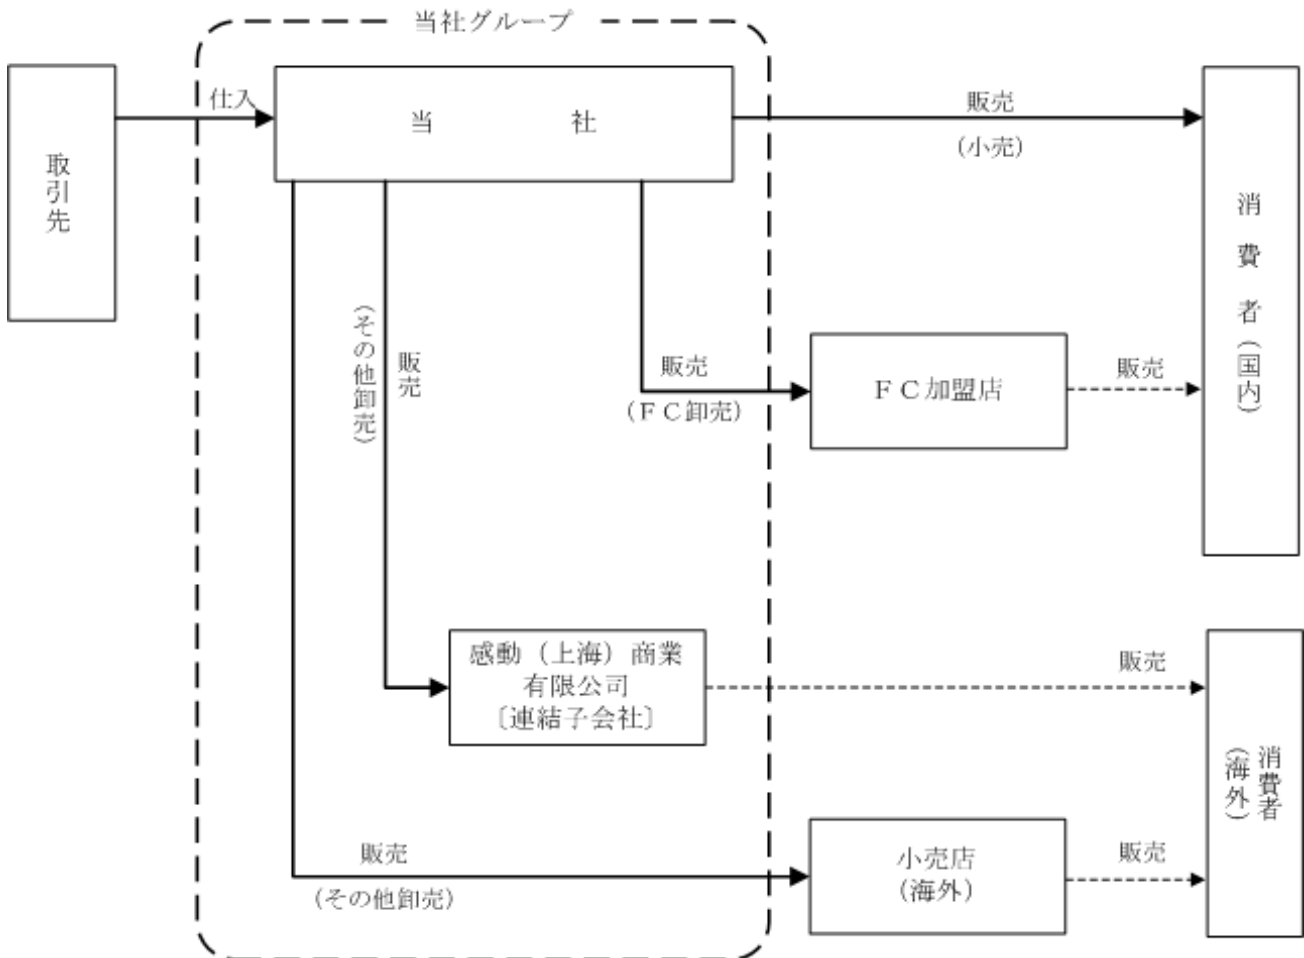 当社グループ
取引先
仕入
当　　社
販売
(小売)
消費者(国内)
販売
(その他卸売)
販売
(ＦＣ卸売)
ＦＣ加盟店
販売
感動（上海）商業
有限公司
〔連結子会社〕
販売
消費者
(海外)
販売
(その他卸売)
小売店
(海外)
販売